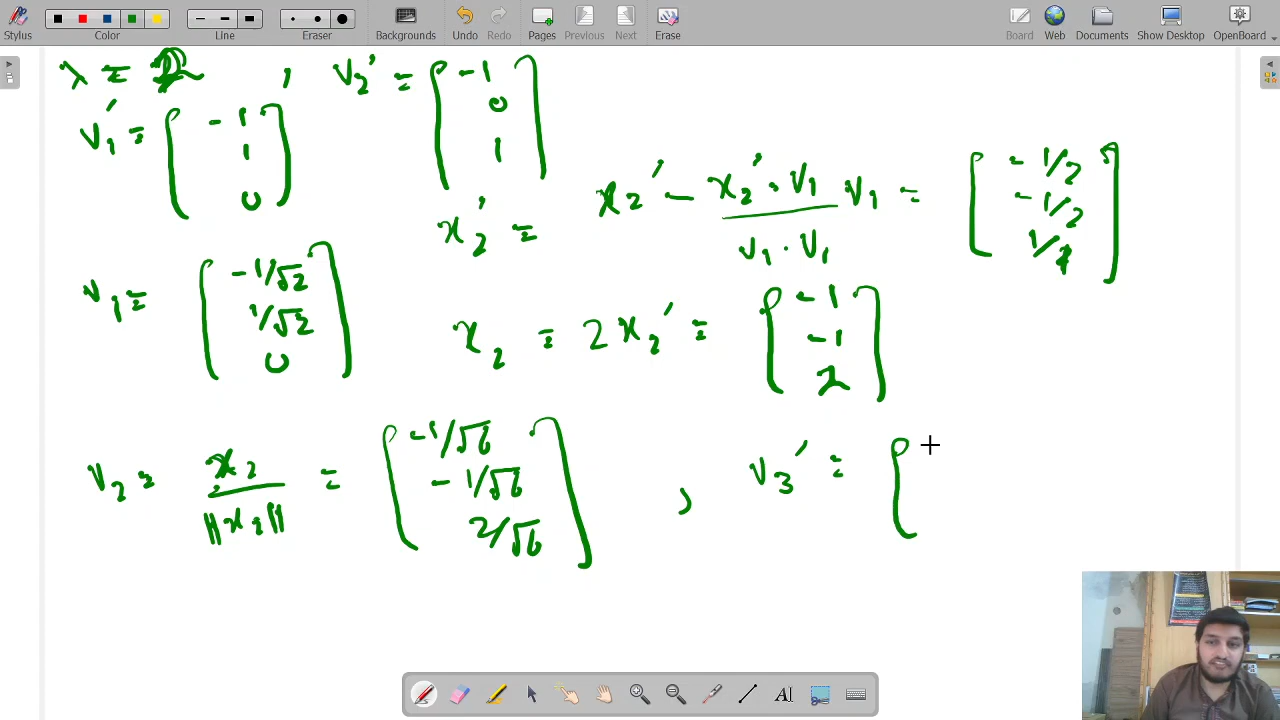 Stylus Color Line Eraser Backgrounds Undo Redo Pages Previous Next Erase Board Web Documents Show Desktop OpenBoard
λ = 2 , v₂' = [ -1 0 1 ]
v₁' = [ -1 1 0 ]
x₂' = x₂' - x₂' · v₁ / v₁ · v₁ v₁ = [ -1/2 -1/2 1/1 ]
v₁ = [ -1/√2 1/√2 0 ]
x₂ = 2x₂' = [ -1 -1 2 ]
v₂ = x₂ / ||x₂|| = [ -1/√6 -1/√6 2/√6 ] , v₃' = [
AI